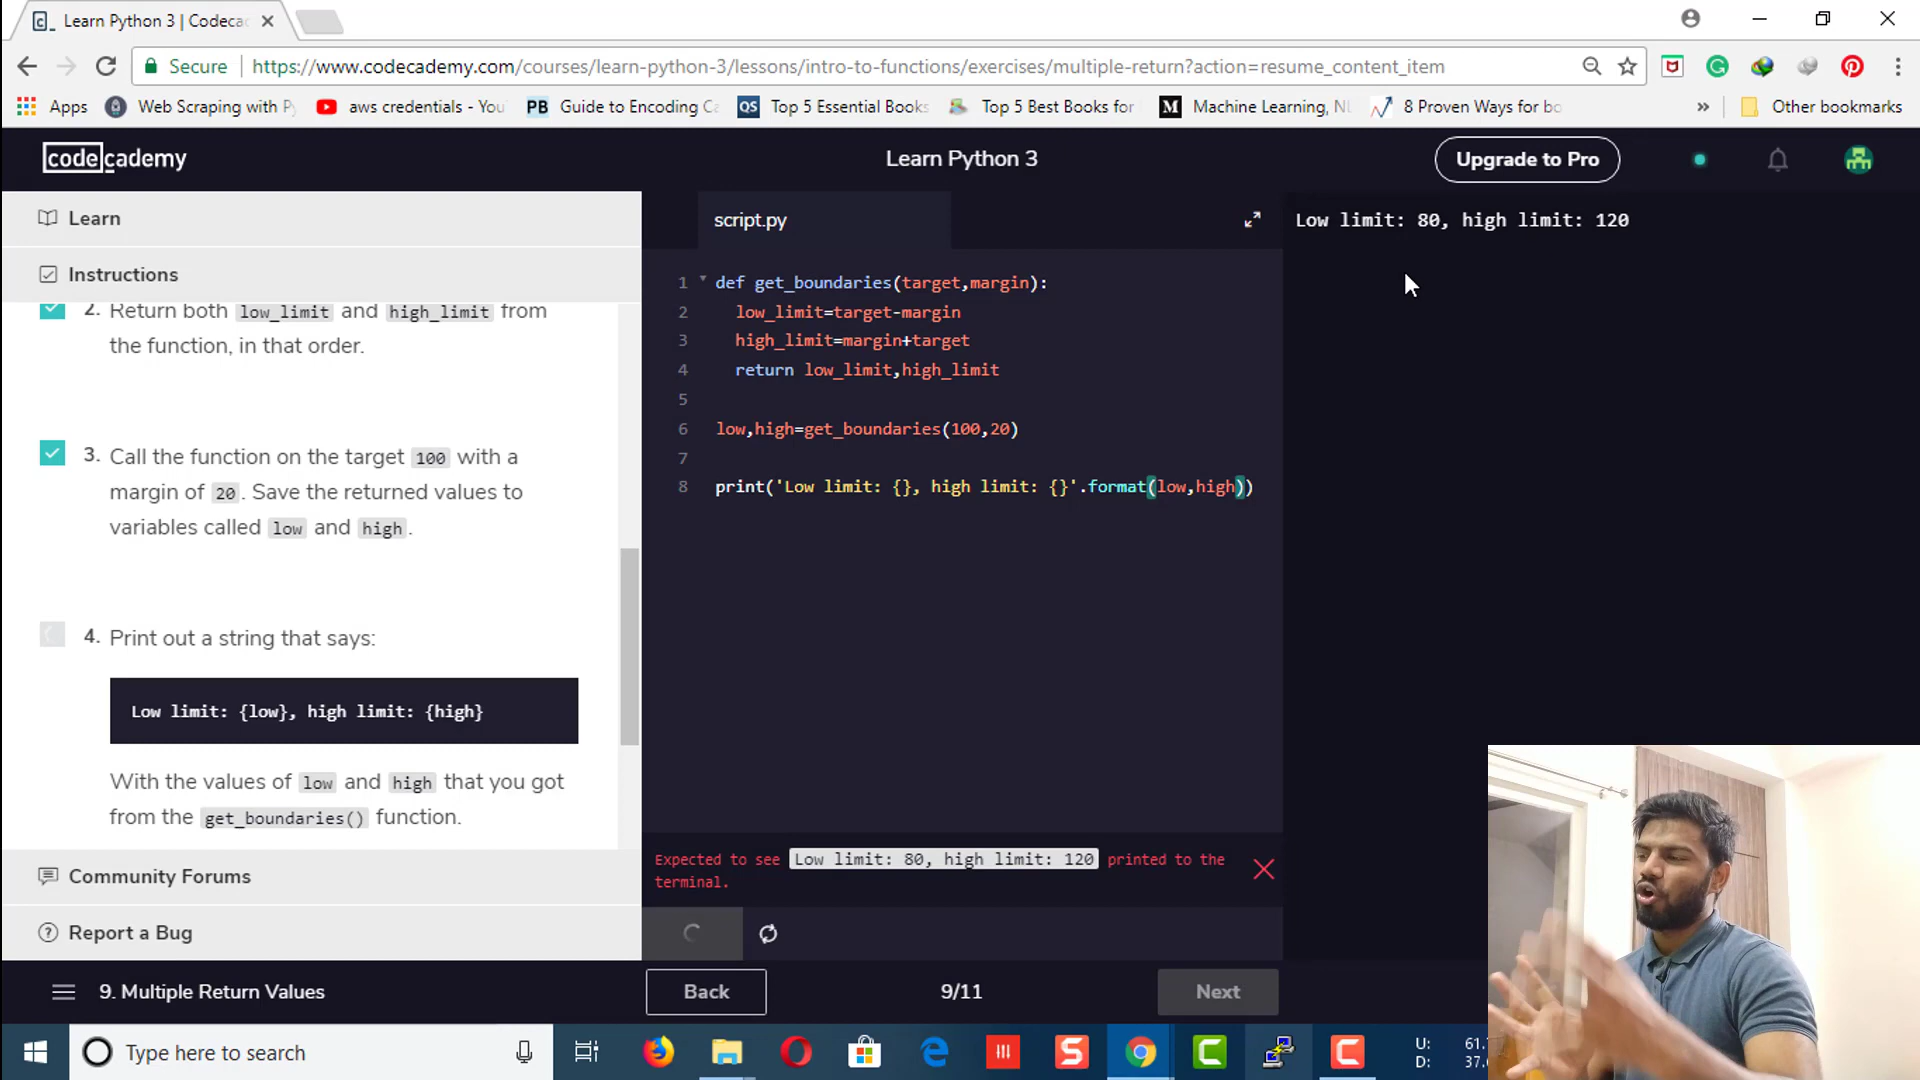 Learn Python 3 | Codeca
Secure
https://www.codecademy.com/courses/learn-python-3/lessons/intro-to-functions/exercises/multiple-return?action=resume_content_item
Apps
Web Scraping with Py
aws credentials - You
PB Guide to Encoding Ca
QS Top 5 Essential Books
Top 5 Best Books for
M Machine Learning, NL
8 Proven Ways for bo
»
Other bookmarks
codecademy
Learn Python 3
Upgrade to Pro
Learn
Instructions
2. Return both low_limit and high_limit from
the function, in that order.
3. Call the function on the target 100 with a
margin of 20. Save the returned values to
variables called low and high.
4. Print out a string that says:
Low limit: {low}, high limit: {high}
With the values of low and high that you got
from the get_boundaries() function.
Community Forums
Report a Bug
script.py
1 def get_boundaries(target,margin):
2 low_limit=target-margin
3 high_limit=margin+target
4 return low_limit,high_limit
5
6 low,high=get_boundaries(100,20)
7
8 print('Low limit: {}, high limit: {}'.format(low,high))
Expected to see Low limit: 80, high limit: 120 printed to the
terminal.
Low limit: 80, high limit: 120
9. Multiple Return Values
Back
9/11
Next
Type here to search
U: 61.
D: 37.